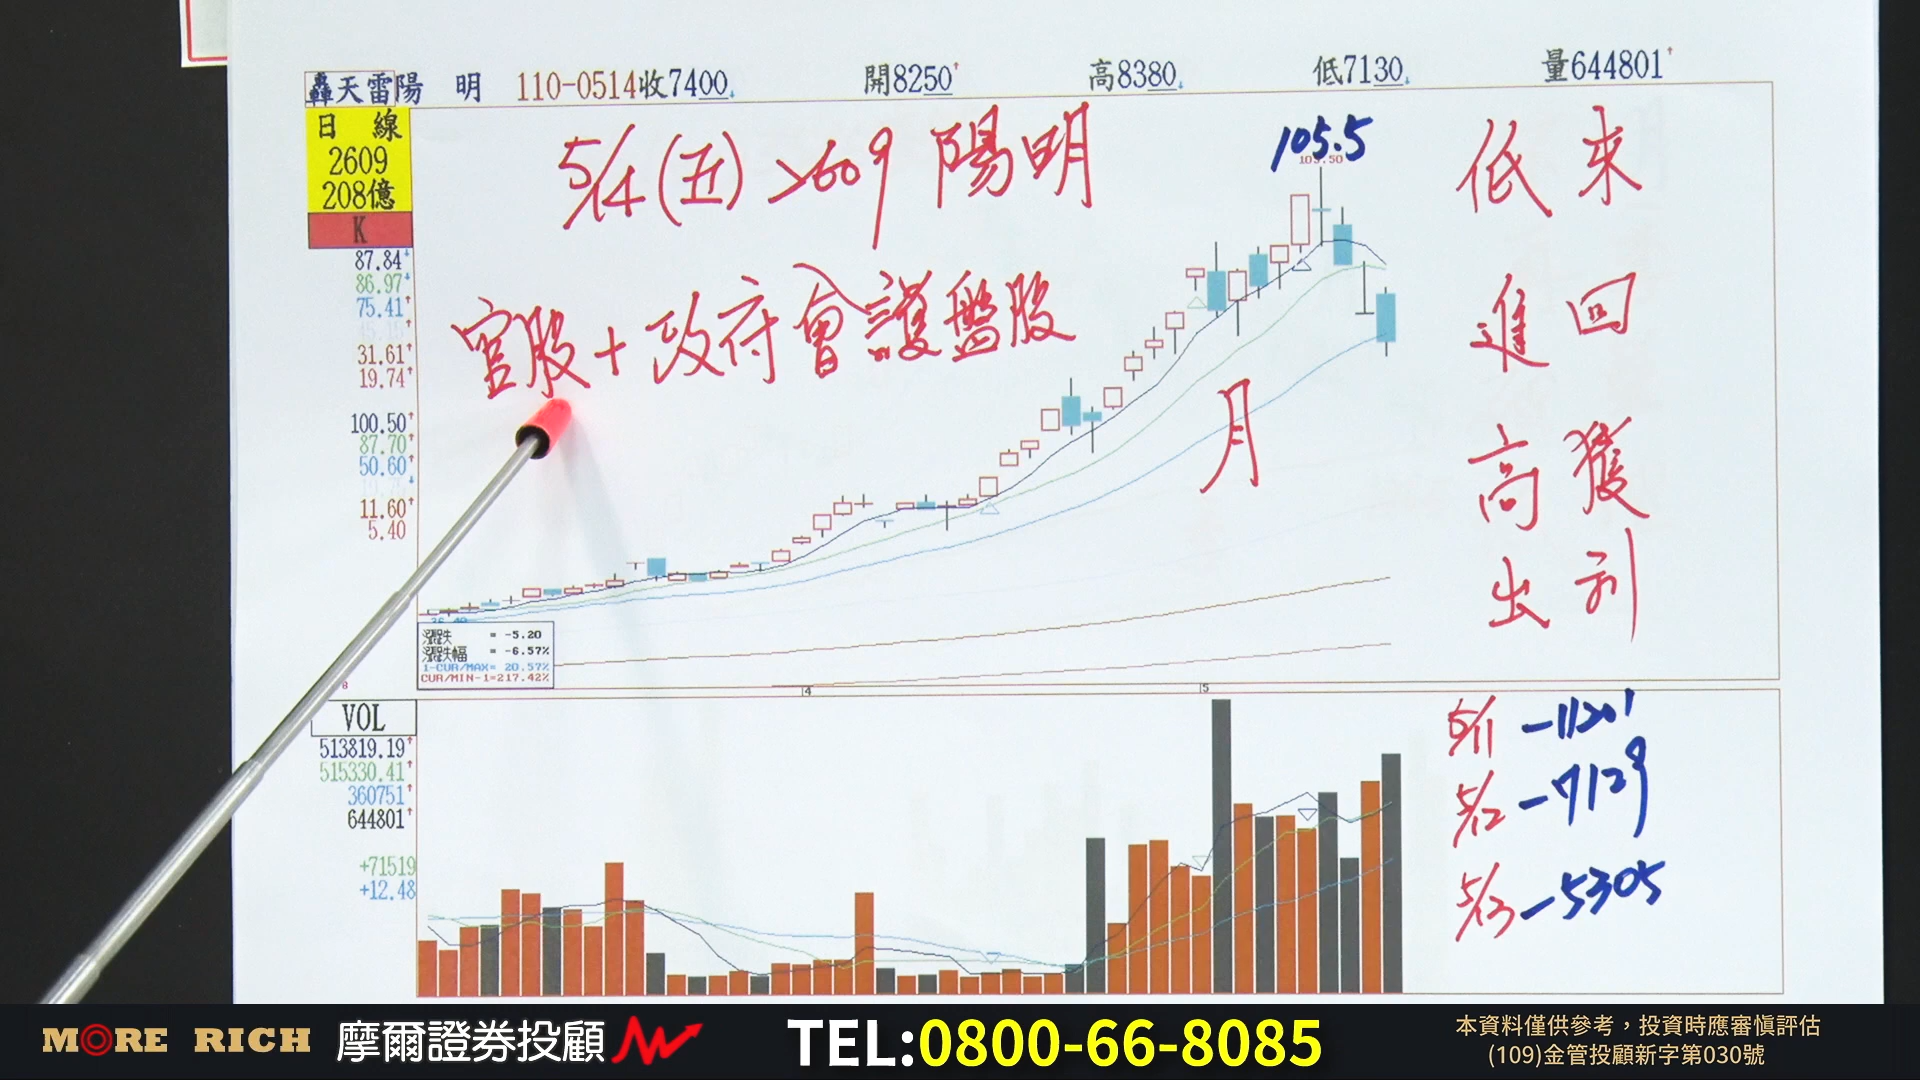 轟天雷陽 明 110-0514收7400 開8250 高8380 低7130 量644801
日 線
2609
208億
K
87.84
86.97
75.41
31.61
19.74
100.50
87.70
50.60
11.60
5.40
5/14(五)2609 陽明
官股+政府會護盤股
月
105.5
105.50
來回獲利
低進高出
36.40
漲跌 = -5.20
漲跌幅 = -6.57%
1-CUR/MAX= 20.57%
CUR/MIN-1=217.42%
4
5
VOL
513819.19
515330.41
360751
644801
+71519
+12.48
5/11 -11201
5/12 -7129
5/13 -5305
MORE RICH 摩爾證券投顧
TEL:0800-66-8085
本資料僅供參考，投資時應審慎評估
(109)金管投顧新字第030號